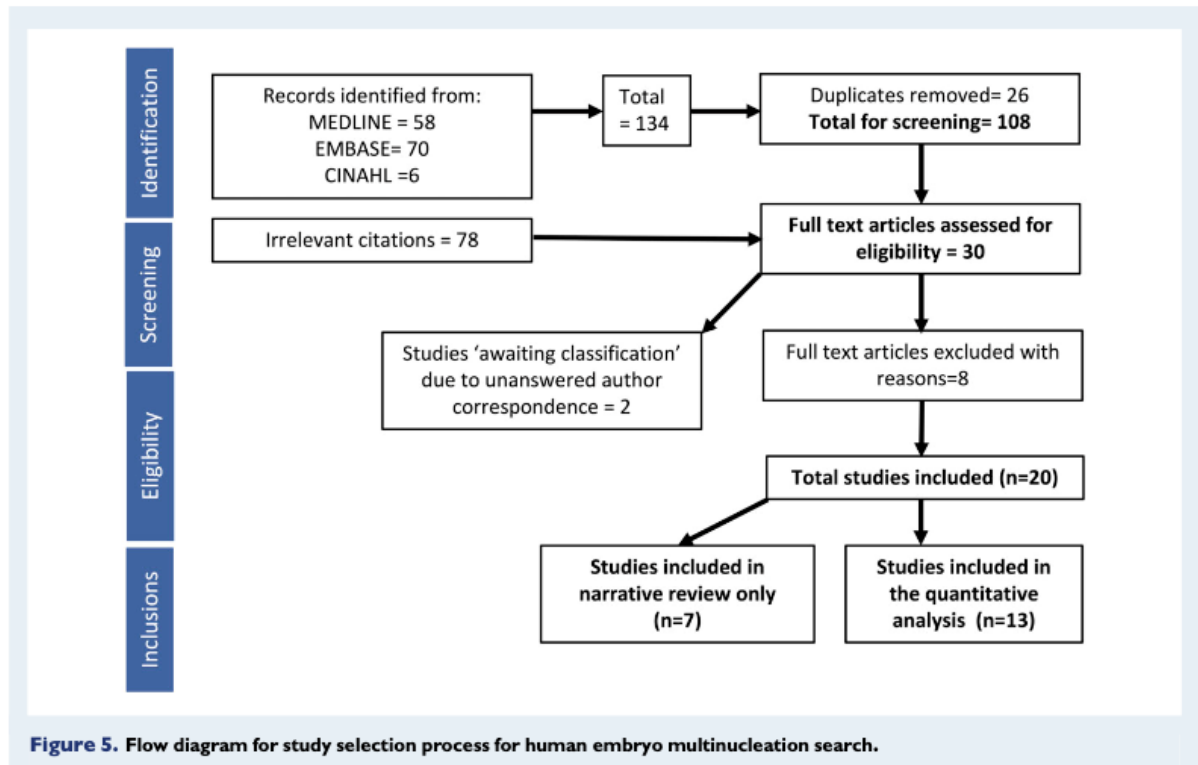 Identification
Records identified from:
MEDLINE = 58
EMBASE= 70
CINAHL =6
Total
= 134
Duplicates removed= 26
Total for screening= 108
Screening
Irrelevant citations = 78
Full text articles assessed for
eligibility = 30
Studies ‘awaiting classification’
due to unanswered author
correspondence = 2
Full text articles excluded with
reasons=8
Eligibility
Total studies included (n=20)
Inclusions
Studies included in
narrative review only
(n=7)
Studies included in
the quantitative
analysis (n=13)
Figure 5. Flow diagram for study selection process for human embryo multinucleation search.